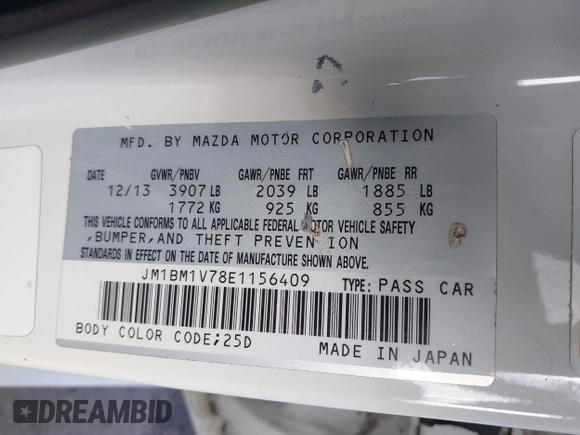 MFD. BY MAZDA MOTOR CORPORATION
DATE GVWR/PNBV GAWR/PNBE FRT GAWR/PNBE RR
12/13 3907 LB 2039 LB 1885 LB
1772 KG 925 KG 855 KG
THIS VEHICLE CONFORMS TO ALL APPLICABLE FEDERAL MOTOR VEHICLE SAFETY
,BUMPER,AND THEFT PREVENTION
STANDARDS IN EFFECT ON THE DATE OF MANUFACTURE SHOWN ABOVE.
JM1BM1V78E1156409 TYPE: PASS CAR
BODY COLOR CODE;25D
MADE IN JAPAN
DREAMBID